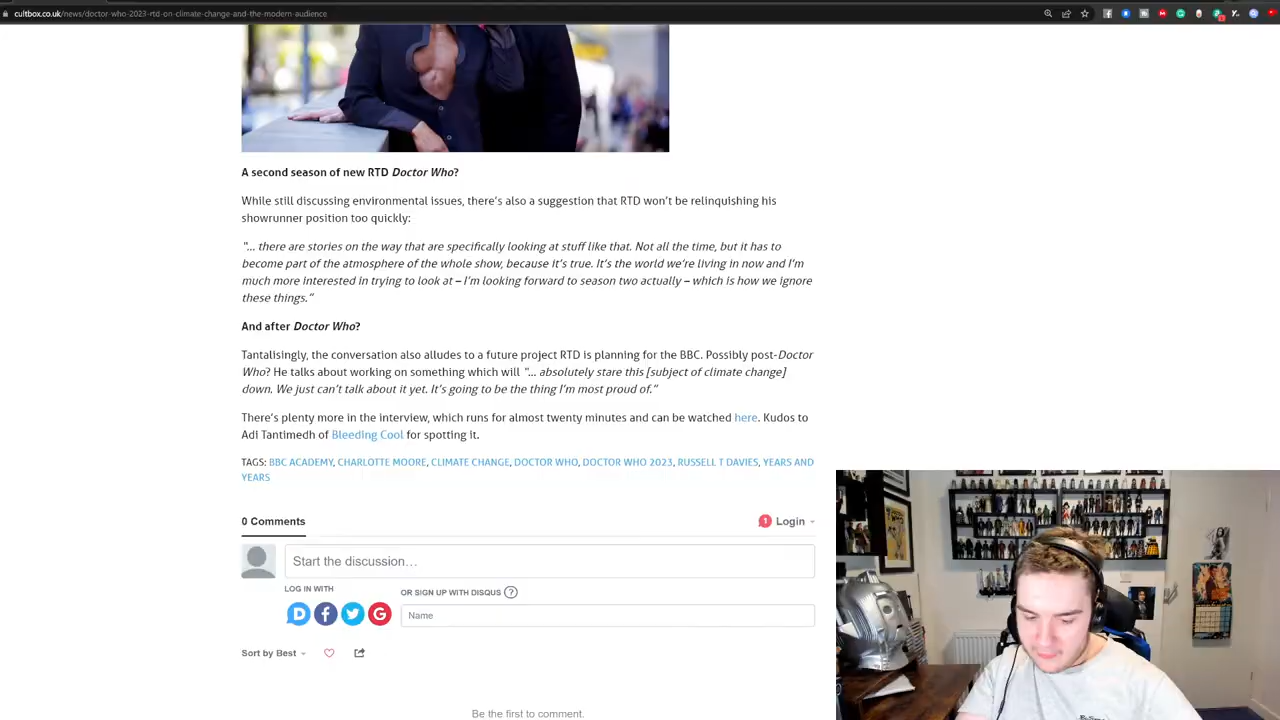 cultbox.co.uk/news/doctor-who-2023-rtd-on-climate-change-and-the-modern-audience
A second season of new RTD Doctor Who?
While still discussing environmental issues, there's also a suggestion that RTD won't be relinquishing his
showrunner position too quickly:
"… there are stories on the way that are specifically looking at stuff like that. Not all the time, but it has to
become part of the atmosphere of the whole show, because it's true. It's the world we're living in now and I'm
much more interested in trying to look at – I'm looking forward to season two actually – which is how we ignore
these things."
And after Doctor Who?
Tantalisingly, the conversation also alludes to a future project RTD is planning for the BBC. Possibly post-Doctor
Who? He talks about working on something which will "… absolutely stare this [subject of climate change]
down. We just can't talk about it yet. It's going to be the thing I'm most proud of."
There's plenty more in the interview, which runs for almost twenty minutes and can be watched here. Kudos to
Adi Tantimedh of Bleeding Cool for spotting it.
TAGS: BBC ACADEMY, CHARLOTTE MOORE, CLIMATE CHANGE, DOCTOR WHO, DOCTOR WHO 2023, RUSSELL T DAVIES, YEARS AND
YEARS
0 Comments
1 Login
Start the discussion…
LOG IN WITH
OR SIGN UP WITH DISQUS ?
Name
Sort by Best
Be the first to comment.